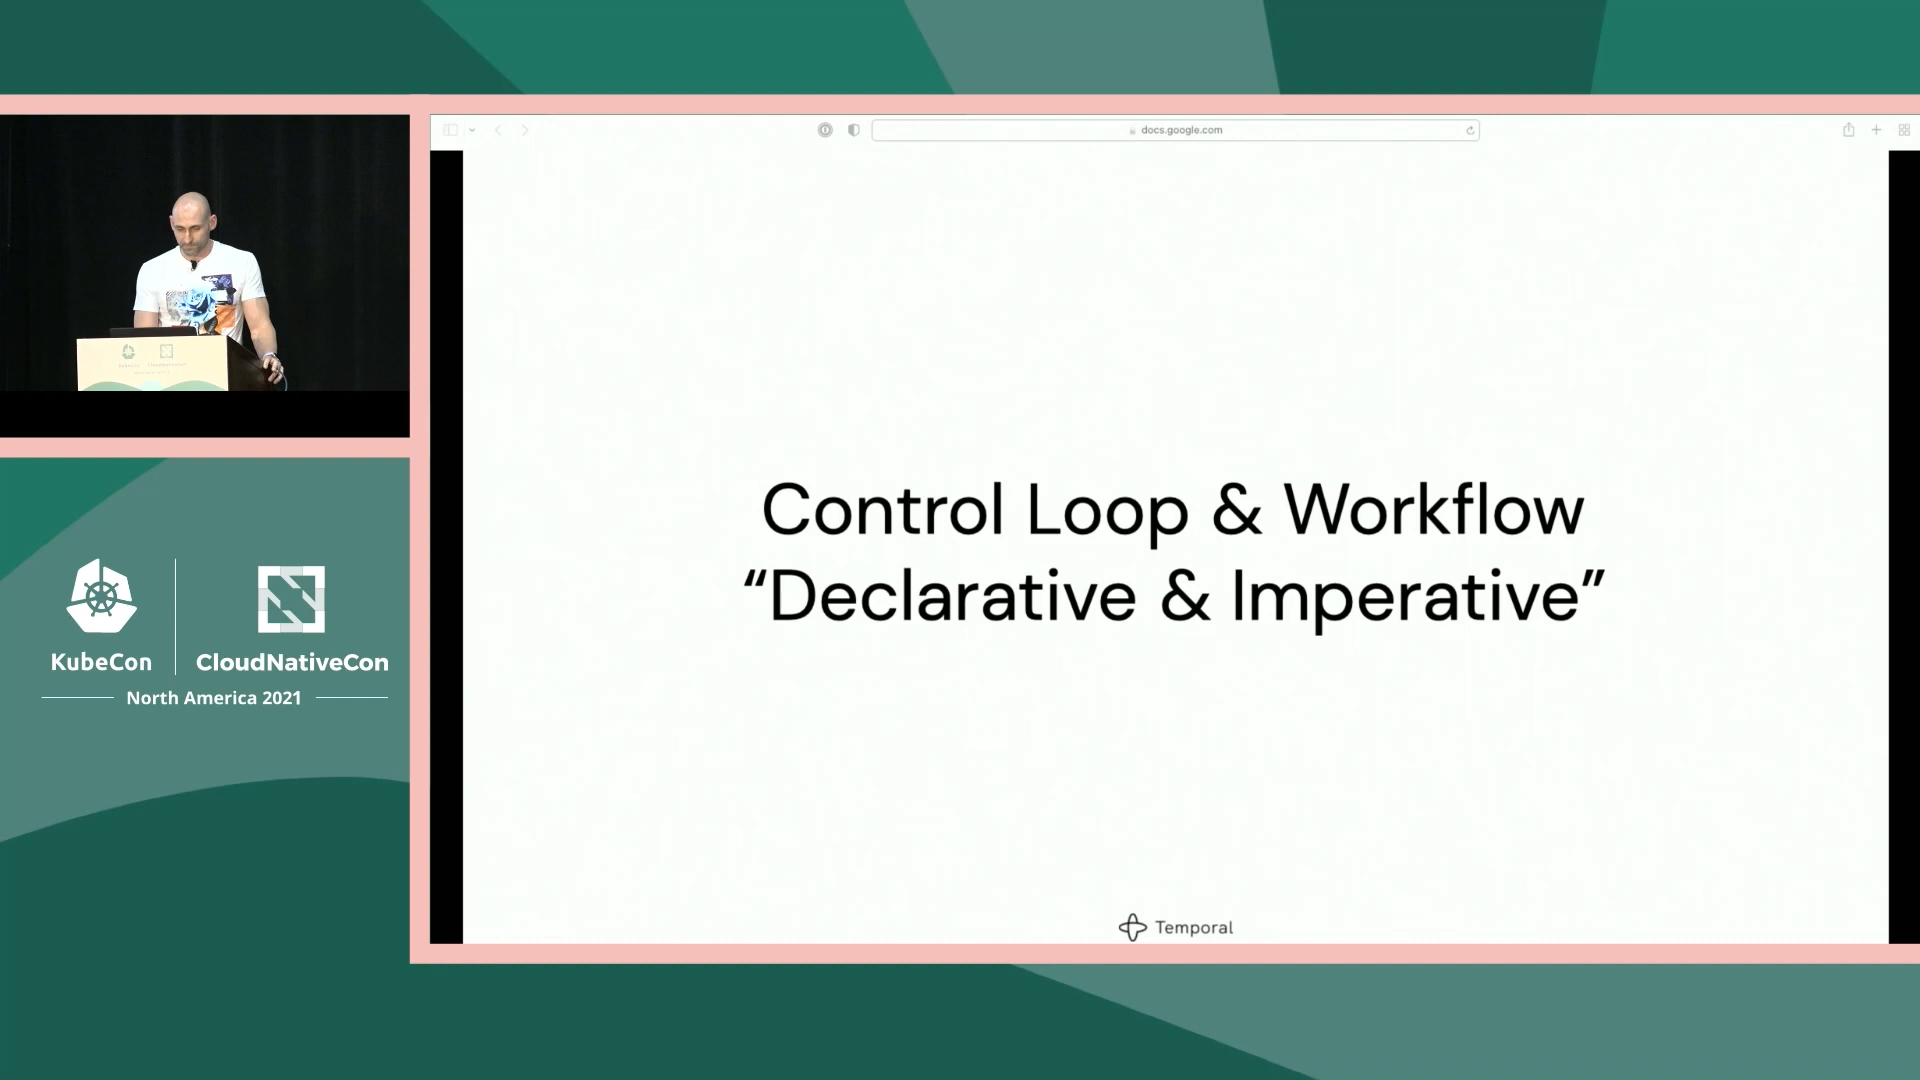 docs.google.com
Control Loop & Workflow
“Declarative & Imperative”
Temporal
KubeCon
CloudNativeCon
North America 2021